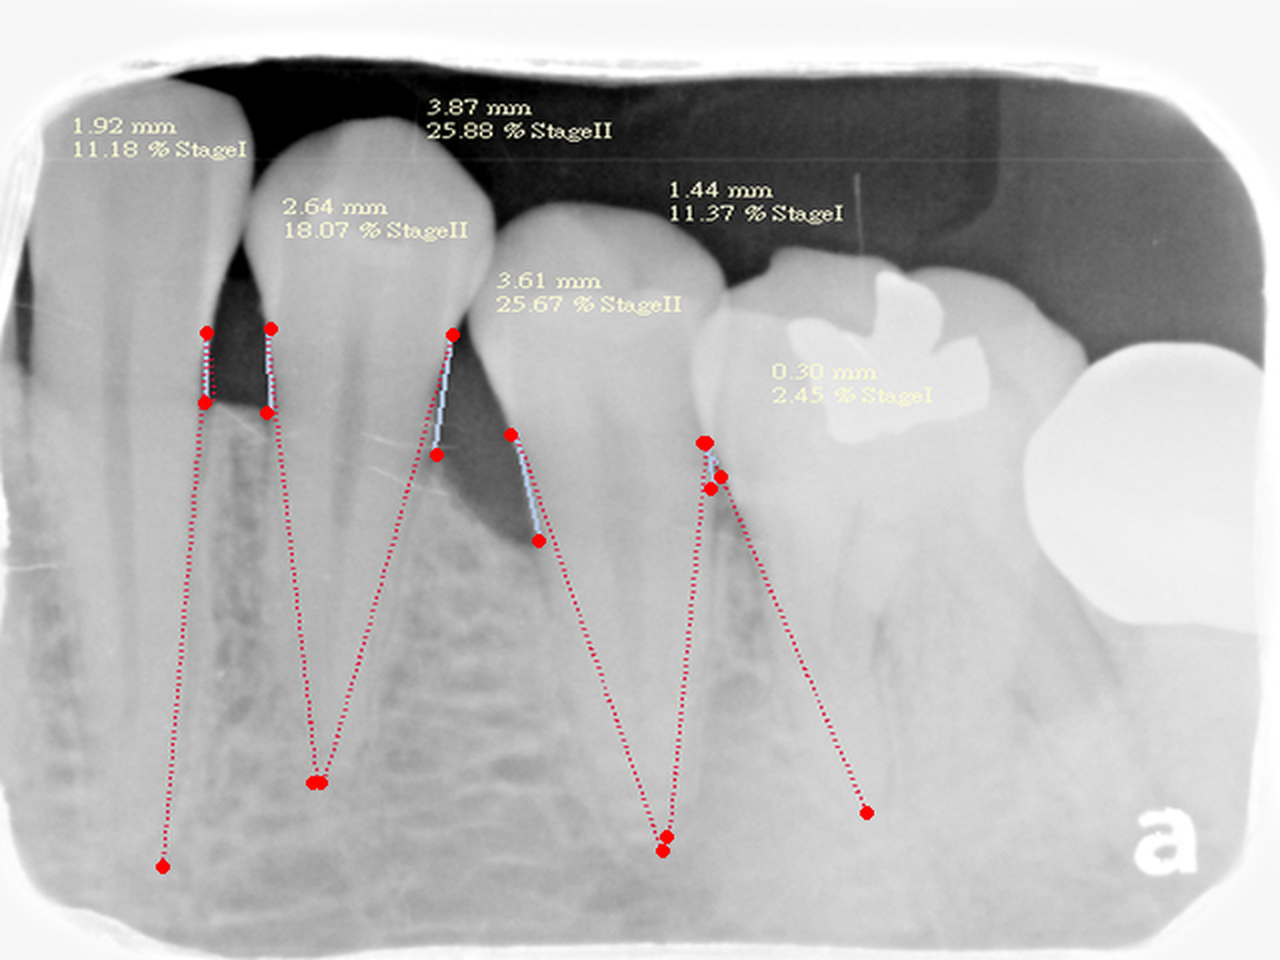 3.87 mm
25.88 % StageII
1.92 mm
11.18 % StageI
1.44 mm
11.37 % StageI
2.64 mm
18.07 % StageII
3.61 mm
25.67 % StageII
0.30 mm
2.45 % StageI
a